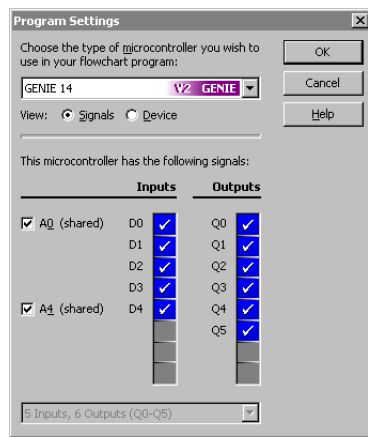 Program Settings
Choose the type of microcontroller you wish to
use in your flowchart program:
OK
GENIE 14 V2 GENIE
Cancel
View: Signals Device
Help
This microcontroller has the following signals:
Inputs Outputs
A0 (shared) D0 Q0
D1 Q1
D2 Q2
D3 Q3
A4 (shared) D4 Q4
Q5
5 Inputs, 6 Outputs (Q0-Q5)